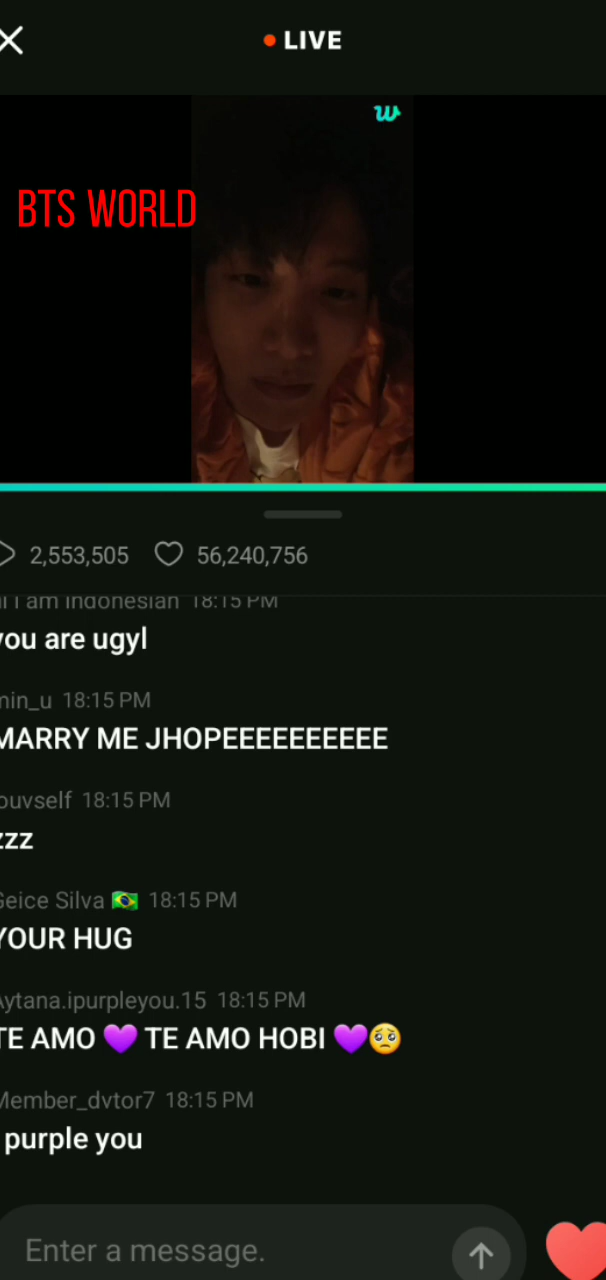 LIVE
w
BTS WORLD
2,553,505 56,240,756
i am Indonesian 18:15 PM
you are ugyl
min_u 18:15 PM
MARRY ME JHOPEEEEEEEEEE
ouvself 18:15 PM
zzz
Geice Silva 🇧🇷 18:15 PM
YOUR HUG
Aytana.ipurpleyou.15 18:15 PM
TE AMO 💜 TE AMO HOBI 💜🥺
Member_dvtor7 18:15 PM
purple you
Enter a message.